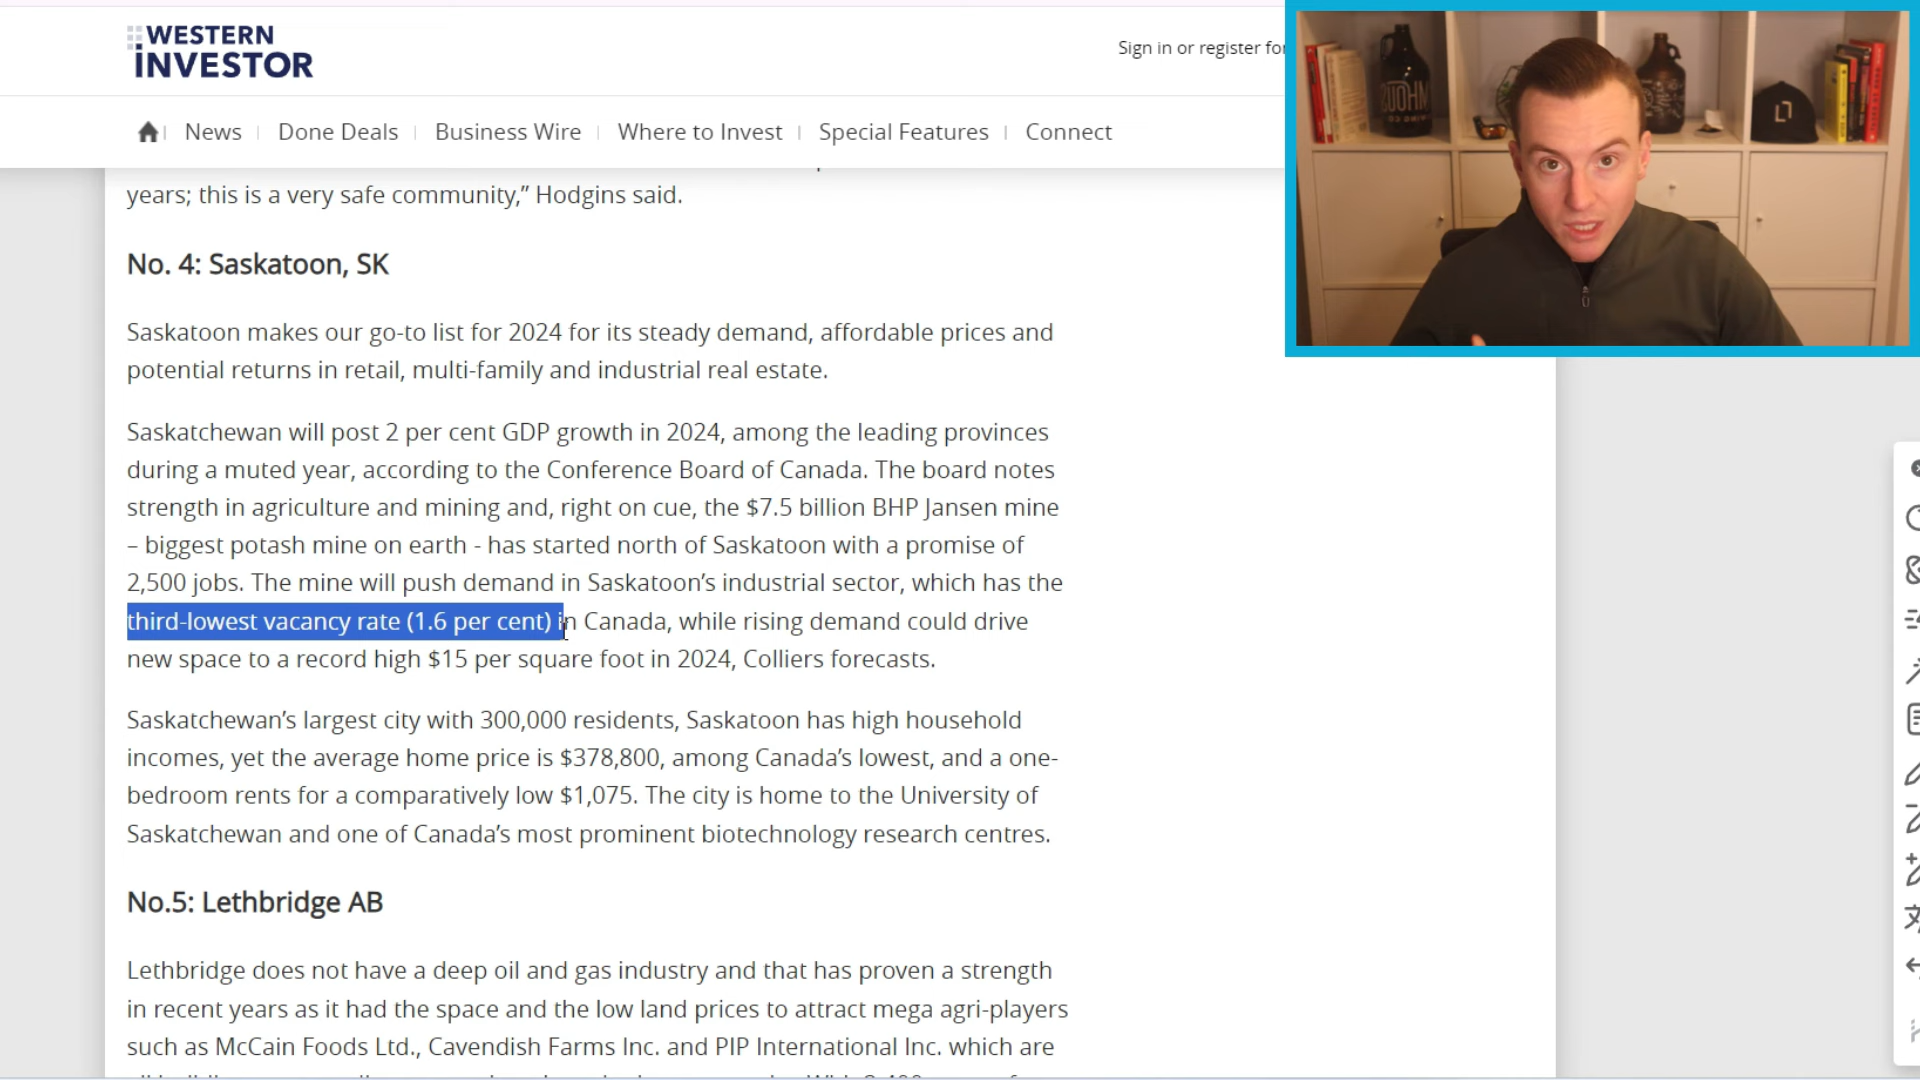 WESTERN
INVESTOR
Sign in or register for
News
Done Deals
Business Wire
Where to Invest
Special Features
Connect
years; this is a very safe community,” Hodgins said.
No. 4: Saskatoon, SK
Saskatoon makes our go-to list for 2024 for its steady demand, affordable prices and
potential returns in retail, multi-family and industrial real estate.
Saskatchewan will post 2 per cent GDP growth in 2024, among the leading provinces
during a muted year, according to the Conference Board of Canada. The board notes
strength in agriculture and mining and, right on cue, the $7.5 billion BHP Jansen mine
– biggest potash mine on earth - has started north of Saskatoon with a promise of
2,500 jobs. The mine will push demand in Saskatoon’s industrial sector, which has the
third-lowest vacancy rate (1.6 per cent) in Canada, while rising demand could drive
new space to a record high $15 per square foot in 2024, Colliers forecasts.
Saskatchewan’s largest city with 300,000 residents, Saskatoon has high household
incomes, yet the average home price is $378,800, among Canada’s lowest, and a one-
bedroom rents for a comparatively low $1,075. The city is home to the University of
Saskatchewan and one of Canada’s most prominent biotechnology research centres.
No.5: Lethbridge AB
Lethbridge does not have a deep oil and gas industry and that has proven a strength
in recent years as it had the space and the low land prices to attract mega agri-players
such as McCain Foods Ltd., Cavendish Farms Inc. and PIP International Inc. which are